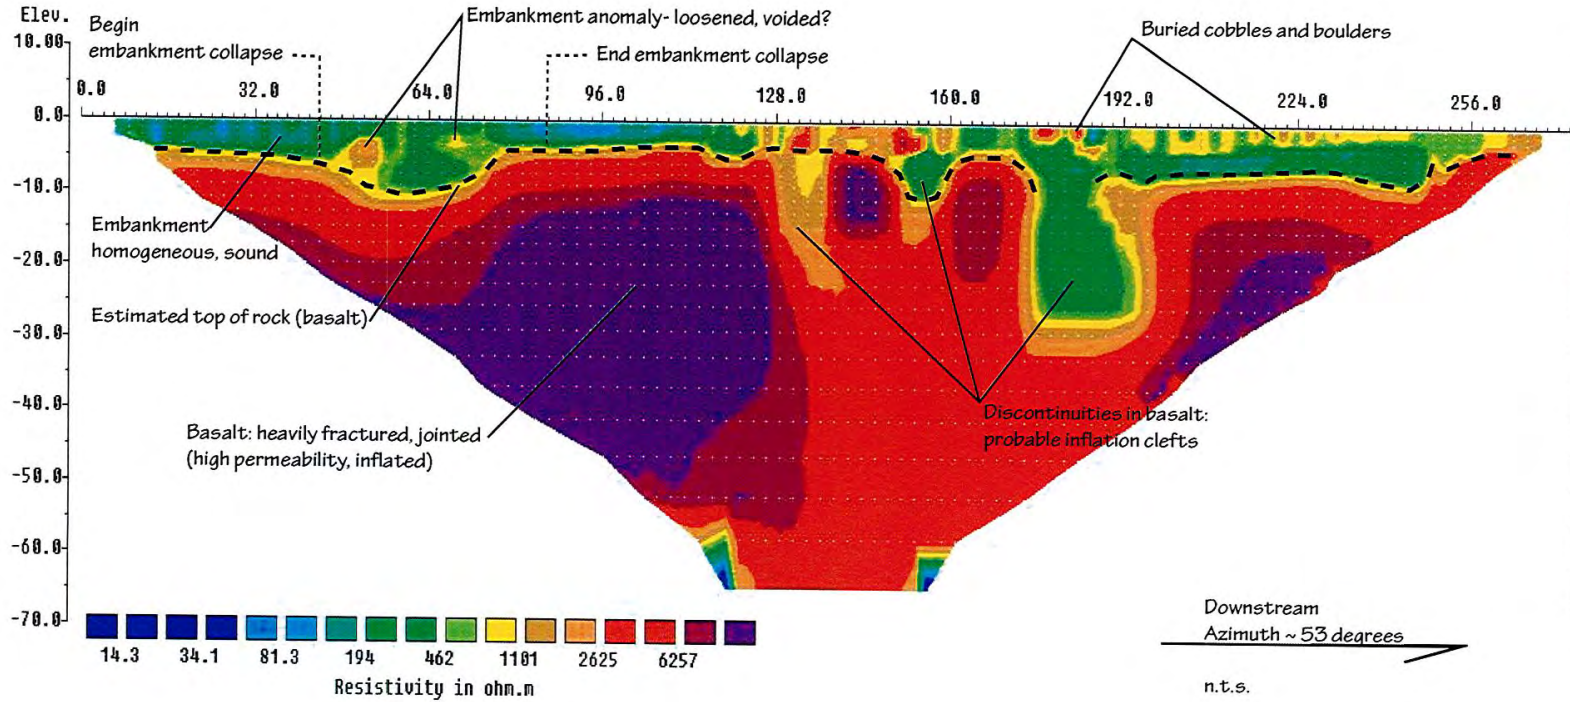 Elev.
Begin
embankment collapse
Embankment anomaly- loosened, voided?
End embankment collapse
Buried cobbles and boulders
10.00
0.0 32.0 64.0 96.0 128.0 160.0 192.0 224.0 256.0
0.0
-10.0
Embankment
homogeneous, sound
-20.0
Estimated top of rock (basalt)
-30.0
-40.0
Discontinuities in basalt:
probable inflation clefts
Basalt: heavily fractured, jointed
(high permeability, inflated)
-50.0
-60.0
-70.0
14.3 34.1 81.3 194 462 1101 2625 6257
Resistivity in ohm.m
Downstream
Azimuth ~ 53 degrees
n.t.s.